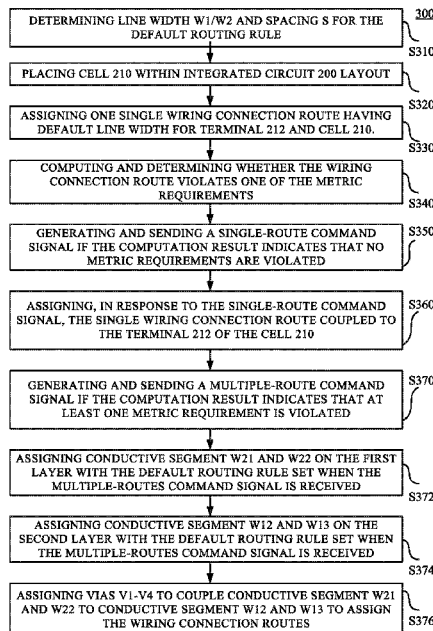 300
DETERMINING LINE WIDTH W1/W2 AND SPACING S FOR THE
DEFAULT ROUTING RULE
S310
PLACING CELL 210 WITHIN INTEGRATED CIRCUIT 200 LAYOUT
S320
ASSIGNING ONE SINGLE WIRING CONNECTION ROUTE HAVING
DEFAULT LINE WIDTH FOR TERMINAL 212 AND CELL 210.
S330
COMPUTING AND DETERMINING WHETHER THE WIRING
CONNECTION ROUTE VIOLATES ONE OF THE METRIC
REQUIREMENTS
S340
GENERATING AND SENDING A SINGLE-ROUTE COMMAND
SIGNAL IF THE COMPUTATION RESULT INDICATES THAT NO
METRIC REQUIREMENTS ARE VIOLATED
S350
ASSIGNING, IN RESPONSE TO THE SINGLE-ROUTE COMMAND
SIGNAL, THE SINGLE WIRING CONNECTION ROUTE COUPLED TO
THE TERMINAL 212 OF THE CELL 210
S360
GENERATING AND SENDING A MULTIPLE-ROUTE COMMAND
SIGNAL IF THE COMPUTATION RESULT INDICATES THAT AT
LEAST ONE METRIC REQUIREMENT IS VIOLATED
S370
ASSIGNING CONDUCTIVE SEGMENT W21 AND W22 ON THE FIRST
LAYER WITH THE DEFAULT ROUTING RULE SET WHEN THE
MULTIPLE-ROUTES COMMAND SIGNAL IS RECEIVED
S372
ASSIGNING CONDUCTIVE SEGMENT W12 AND W13 ON THE
SECOND LAYER WITH THE DEFAULT ROUTING RULE SET WHEN
THE MULTIPLE-ROUTES COMMAND SIGNAL IS RECEIVED
S374
ASSIGNING VIAS V1-V4 TO COUPLE CONDUCTIVE SEGMENT W21
AND W22 TO CONDUCTIVE SEGMENT W12 AND W13 TO ASSIGN
THE WIRING CONNECTION ROUTES
S376